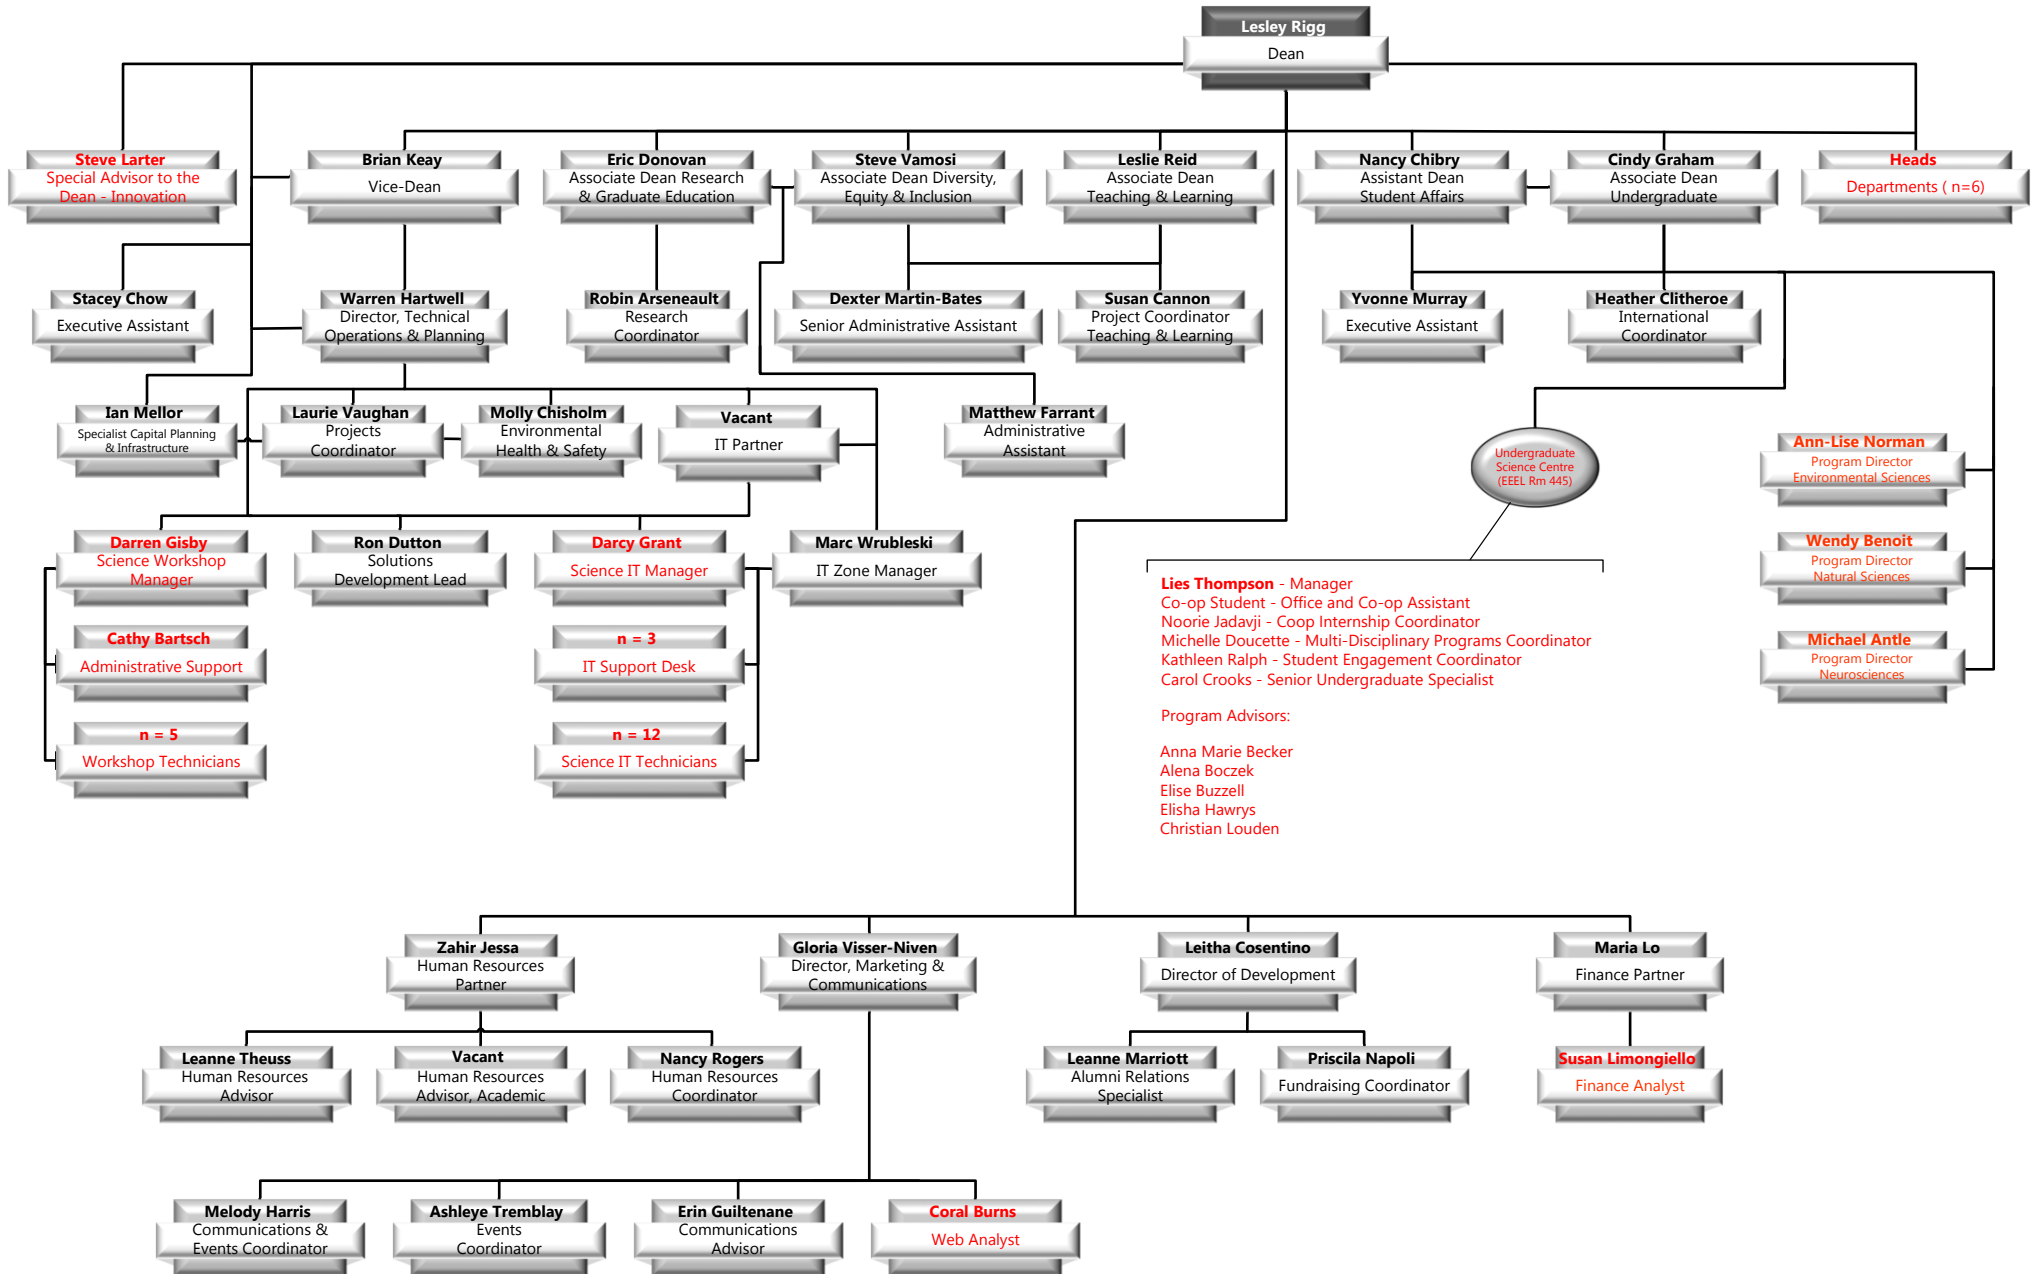 Lesley Rigg
Dean
Steve Larter
Special Advisor to the
Dean - Innovation
Brian Keay
Vice-Dean
Eric Donovan
Associate Dean Research
& Graduate Education
Steve Vamosi
Associate Dean Diversity,
Equity & Inclusion
Leslie Reid
Associate Dean
Teaching & Learning
Nancy Chibry
Assistant Dean
Student Affairs
Cindy Graham
Associate Dean
Undergraduate
Heads
Departments ( n=6)
Stacey Chow
Executive Assistant
Warren Hartwell
Director, Technical
Operations & Planning
Robin Arseneault
Research
Coordinator
Dexter Martin-Bates
Senior Administrative Assistant
Susan Cannon
Project Coordinator
Teaching & Learning
Yvonne Murray
Executive Assistant
Heather Clitheroe
International
Coordinator
Ian Mellor
Specialist Capital Planning
& Infrastructure
Laurie Vaughan
Projects
Coordinator
Molly Chisholm
Environmental
Health & Safety
Vacant
IT Partner
Matthew Farrant
Administrative
Assistant
Undergraduate
Science Centre
(EEEL Rm 445)
Ann-Lise Norman
Program Director
Environmental Sciences
Darren Gisby
Science Workshop
Manager
Ron Dutton
Solutions
Development Lead
Darcy Grant
Science IT Manager
Marc Wrubleski
IT Zone Manager
Wendy Benoit
Program Director
Natural Sciences
Lies Thompson - Manager
Co-op Student - Office and Co-op Assistant
Noorie Jadavji - Coop Internship Coordinator
Michelle Doucette - Multi-Disciplinary Programs Coordinator
Kathleen Ralph - Student Engagement Coordinator
Carol Crooks - Senior Undergraduate Specialist
Program Advisors:
Anna Marie Becker
Alena Boczek
Elise Buzzell
Elisha Hawrys
Christian Louden
Cathy Bartsch
Administrative Support
n = 3
IT Support Desk
Michael Antle
Program Director
Neurosciences
n = 5
Workshop Technicians
n = 12
Science IT Technicians
Zahir Jessa
Human Resources
Partner
Gloria Visser-Niven
Director, Marketing &
Communications
Leitha Cosentino
Director of Development
Maria Lo
Finance Partner
Leanne Theuss
Human Resources
Advisor
Vacant
Human Resources
Advisor, Academic
Nancy Rogers
Human Resources
Coordinator
Leanne Marriott
Alumni Relations
Specialist
Priscila Napoli
Fundraising Coordinator
Susan Limongiello
Finance Analyst
Melody Harris
Communications &
Events Coordinator
Ashleye Tremblay
Events
Coordinator
Erin Guiltenane
Communications
Advisor
Coral Burns
Web Analyst